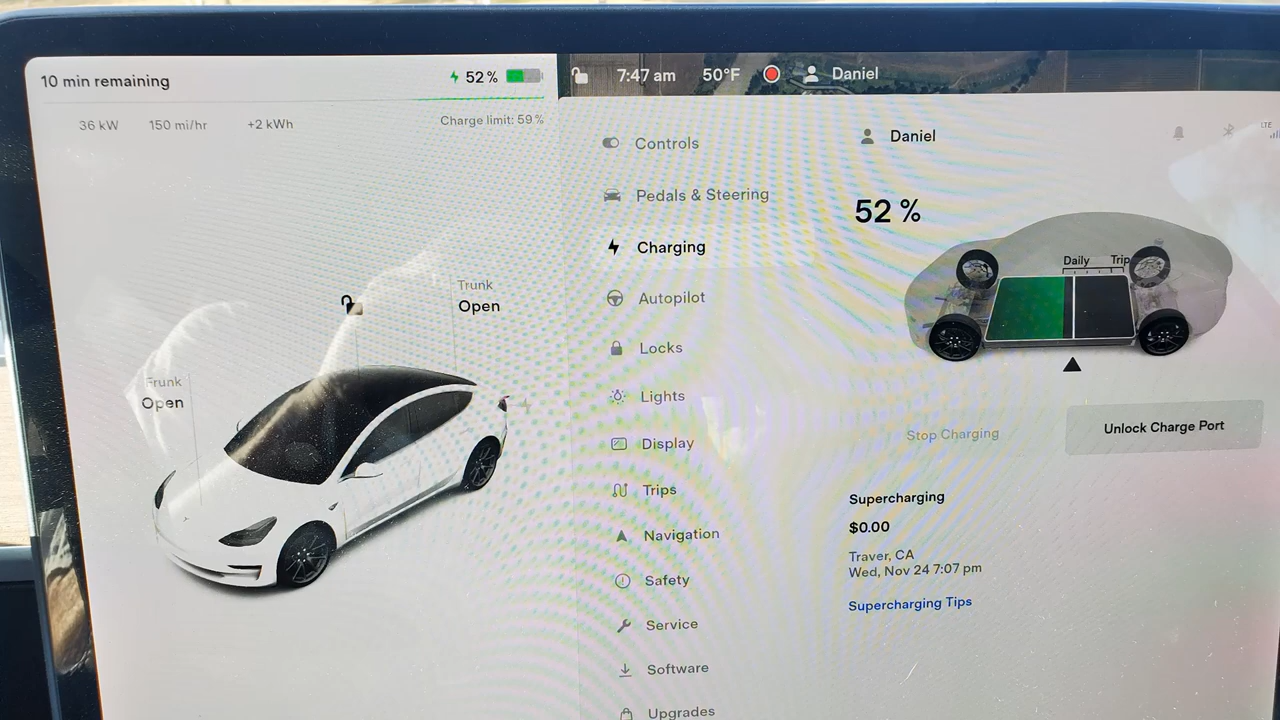 10 min remaining
52 %
7:47 am
50°F
Daniel
36 kW
150 mi/hr
+2 kWh
Charge limit: 59 %
Trunk
Open
Frunk
Open
Controls
Pedals & Steering
Charging
Autopilot
Locks
Lights
Display
Trips
Navigation
Safety
Service
Software
Upgrades
Daniel
LTE
52 %
Daily
Trip
Stop Charging
Unlock Charge Port
Supercharging
$0.00
Traver, CA
Wed, Nov 24 7:07 pm
Supercharging Tips